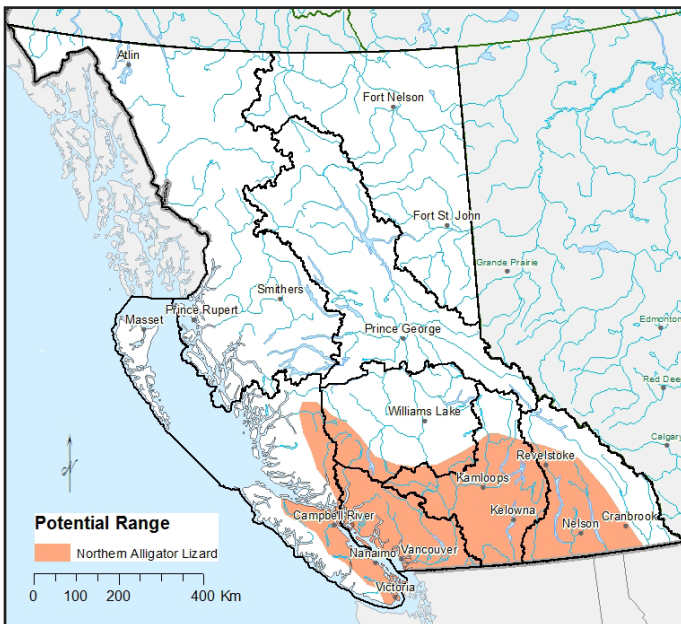 Atlin
Fort Nelson
Fort St. John
Grande Prairie
Smithers
Prince Rupert
Masset
Edmonton
Prince George
Red Deer
Williams Lake
Calgary
Revelstoke
Kamloops
N
Campbell River
Kelowna
Cranbrook
Nelson
Potential Range
Northern Alligator Lizard
Nanaimo
Vancouver
Victoria
0 100 200 400 Km